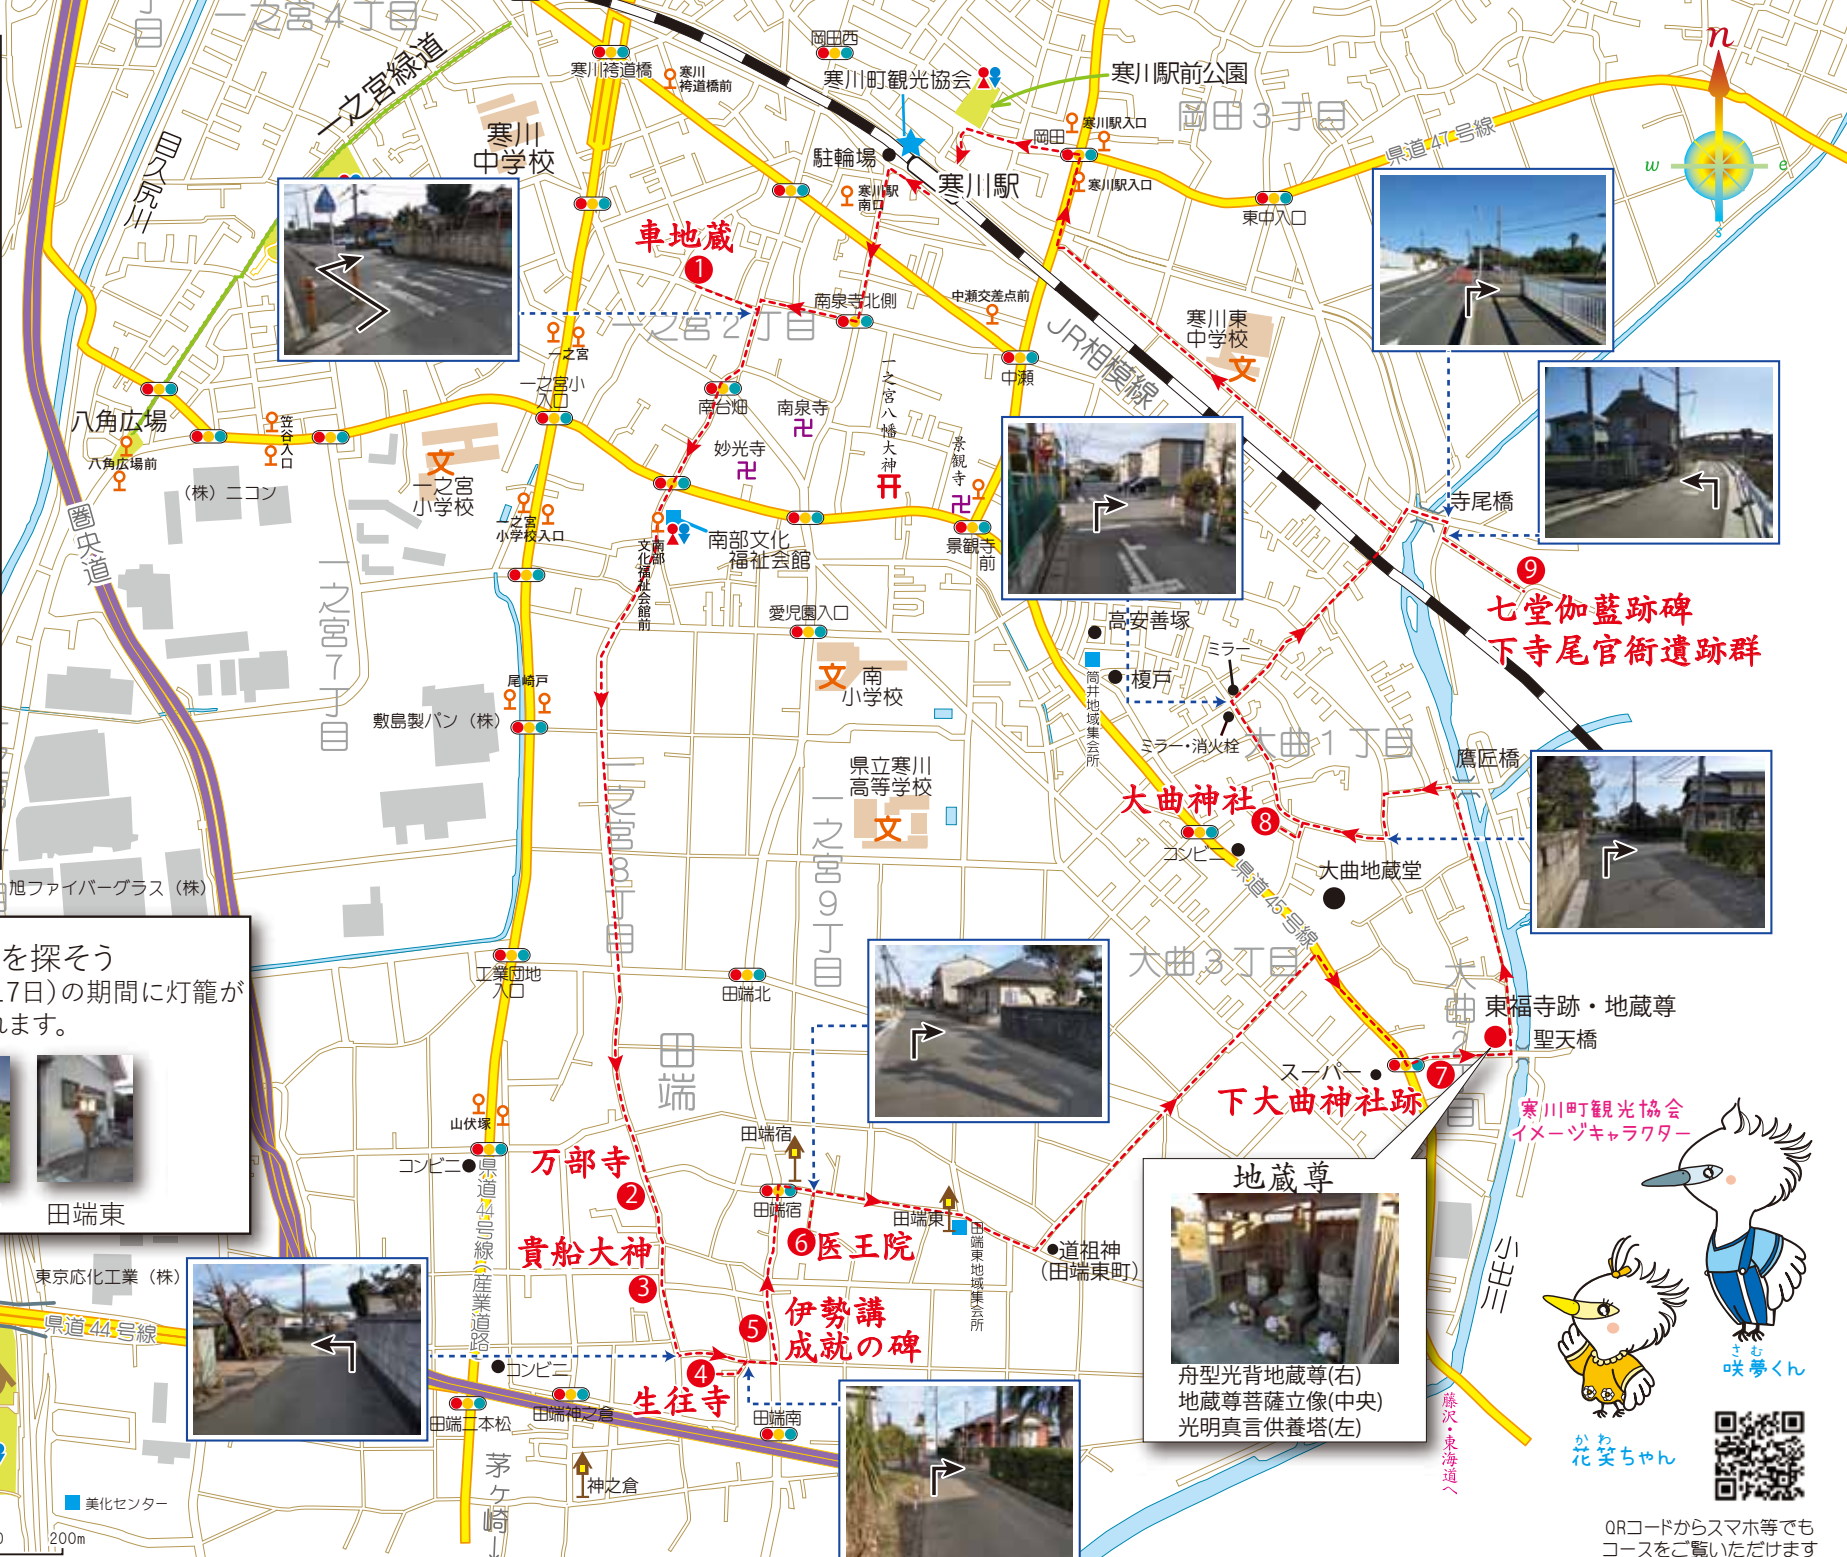 一之宮4丁目
一之宮緑道
目久尻川
寒川
中学校
寒川袴道橋
寒川
袴道橋前
岡田西
寒川町観光協会
寒川駅前公園
岡田3丁目
県道47号線
n
w
e
s
岡田
寒川駅入口
寒川駅入口
東中入口
駐輪場
寒川駅
寒川駅
南口
車地蔵
1
南泉寺北側
一之宮2丁目
中瀬交差点前
中瀬
JR相模線
寒川東
中学校
文
一之宮
一之宮小
入口
八角広場
八角広場前
笠谷入口
(株)ニコン
文
一之宮
小学校
一之宮
小学校入口
南台畑
南泉寺
妙光寺
一之宮八幡大神
景観寺
景観寺
前
南部文化
福祉会館
南部
文化福祉会館前
圏央道
一之宮7丁目
愛児園入口
文
南
小学校
高安善塚
榎戸
筒井地域集会所
ミラー
ミラー・消火栓
大曲1丁目
寺尾橋
9
七堂伽藍跡碑
下寺尾官衙遺跡群
鷹匠橋
尾崎戸
敷島製パン(株)
県立寒川
高等学校
文
一之宮8丁目
一之宮9丁目
大曲神社
8
コンビニ
県道45号線
大曲地蔵堂
大曲3丁目
大曲2丁目
旭ファイバーグラス(株)
を探そう
17日)の期間に灯籠が
れます。
田端東
工業団地
入口
田端北
田端
東福寺跡・地蔵尊
聖天橋
スーパー
7
下大曲神社跡
山伏塚
コンビニ
県道44号線(産業道路)
万部寺
2
貴船大神
3
田端宿
田端宿
6
医王院
田端東
田端東地域集会所
道祖神
(田端東町)
5
伊勢講
成就の碑
4
生往寺
東京応化工業(株)
県道44号線
コンビニ
田端二本松
田端神之倉
田端南
神之倉
茅ヶ崎→
美化センター
200m
地蔵尊
舟型光背地蔵尊(右)
地蔵尊菩薩立像(中央)
光明真言供養塔(左)
小出川
藤沢・東海道へ
寒川町観光協会
イメージキャラクター
さむ
咲夢くん
かわ
花笑ちゃん
QRコードからスマホ等でも
コースをご覧いただけます